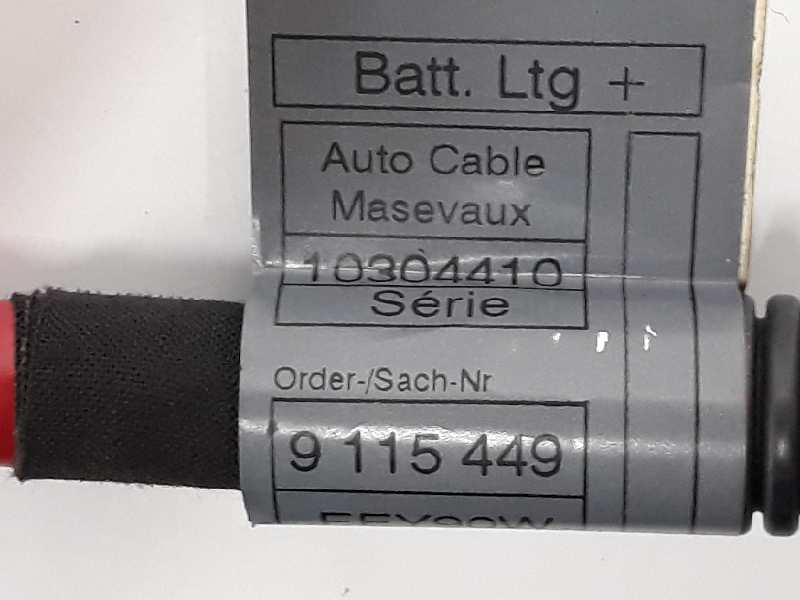 Batt. Ltg +
Auto Cable
Masevaux
10304410
Série
Order-/Sach-Nr
9 115 449